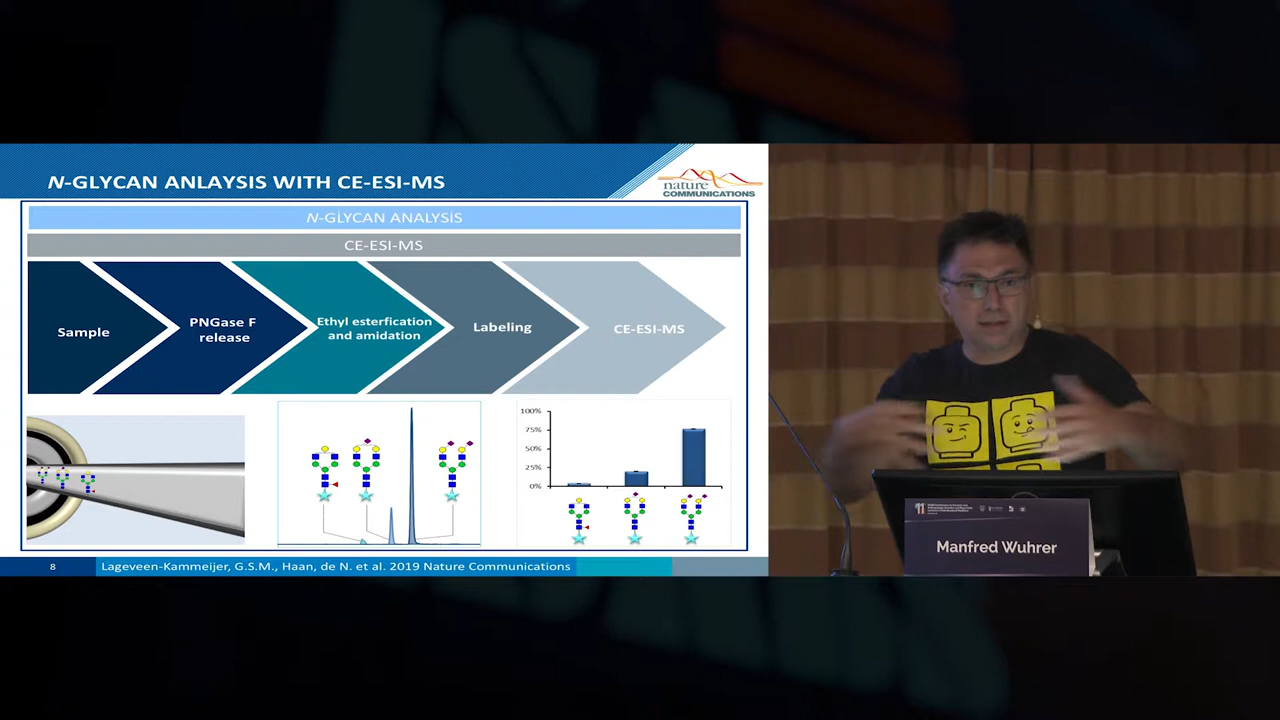 N-GLYCAN ANLAYSIS WITH CE-ESI-MS
nature
COMMUNICATIONS
N-GLYCAN ANALYSIS
CE-ESI-MS
Sample
PNGase F
release
Ethyl esterfication
and amidation
Labeling
CE-ESI-MS
100%
75%
50%
25%
0%
8
Lageveen-Kammeijer, G.S.M., Haan, de N. et al. 2019 Nature Communications
11
Manfred Wuhrer